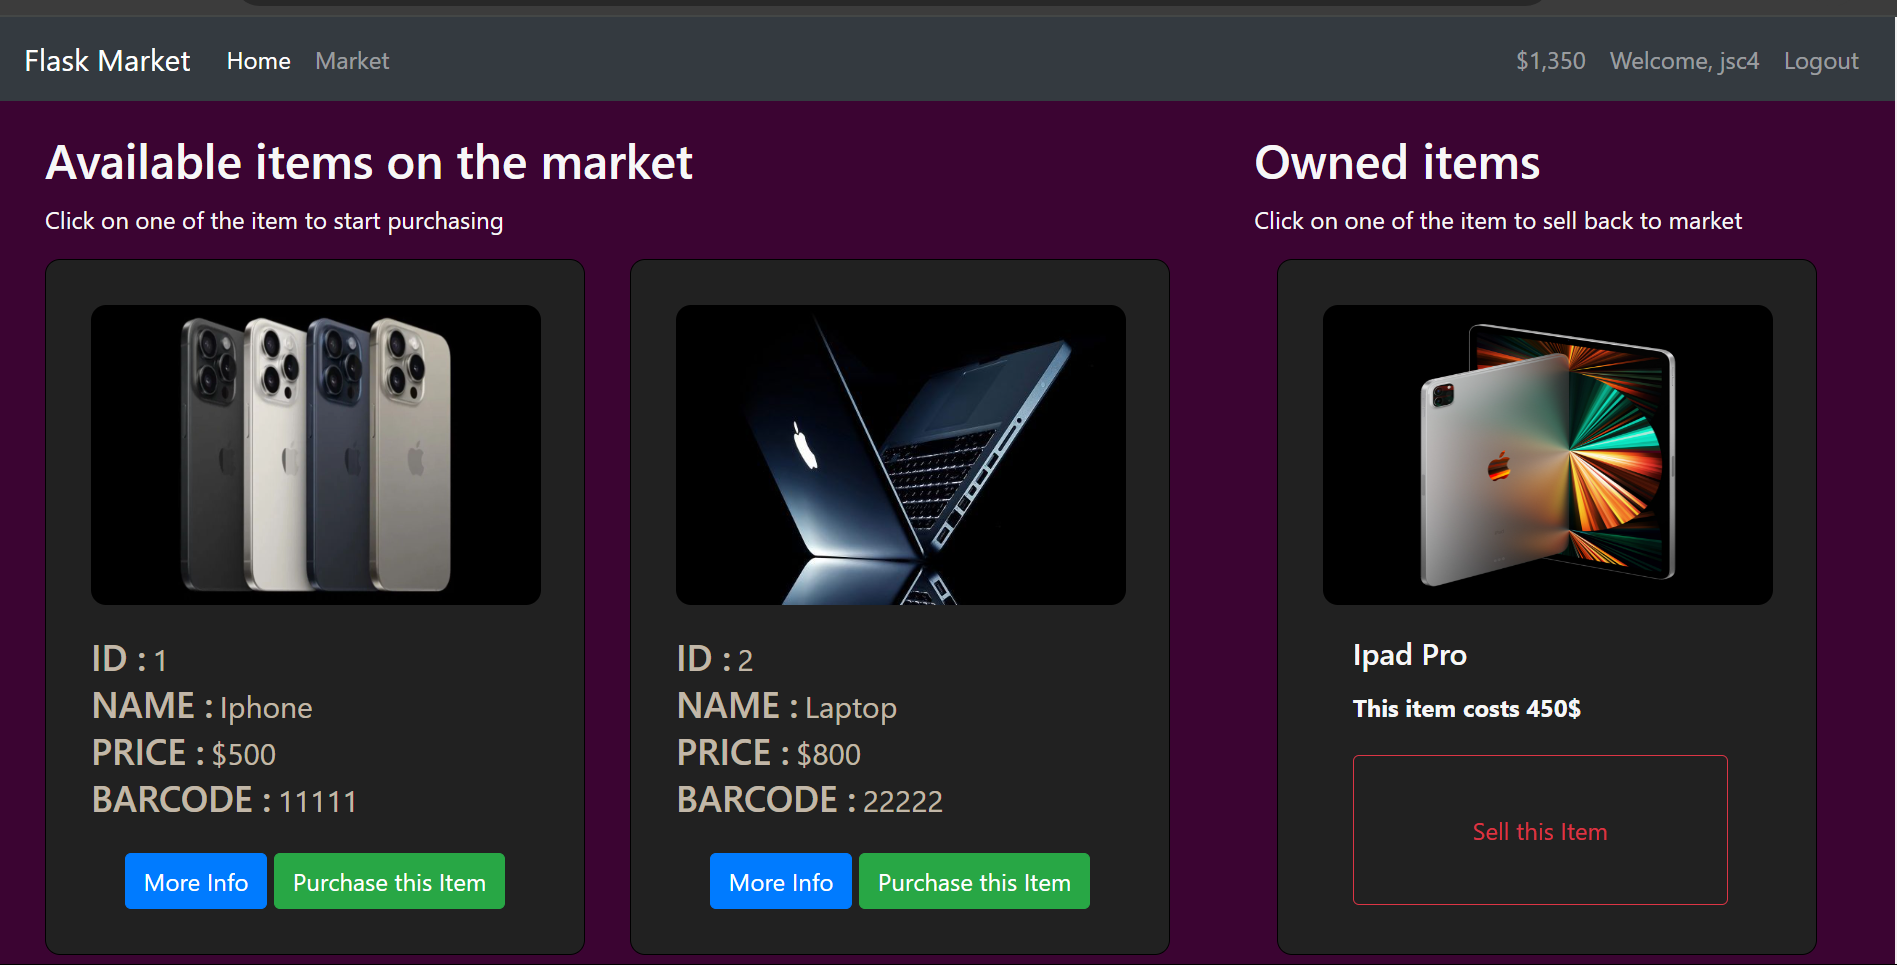 Flask Market Home Market $1,350 Welcome, jsc4 Logout
Available items on the market
Click on one of the item to start purchasing
ID : 1
NAME : Iphone
PRICE : $500
BARCODE : 11111
More Info Purchase this Item
ID : 2
NAME : Laptop
PRICE : $800
BARCODE : 22222
More Info Purchase this Item
Owned items
Click on one of the item to sell back to market
Ipad Pro
This item costs 450$
Sell this Item